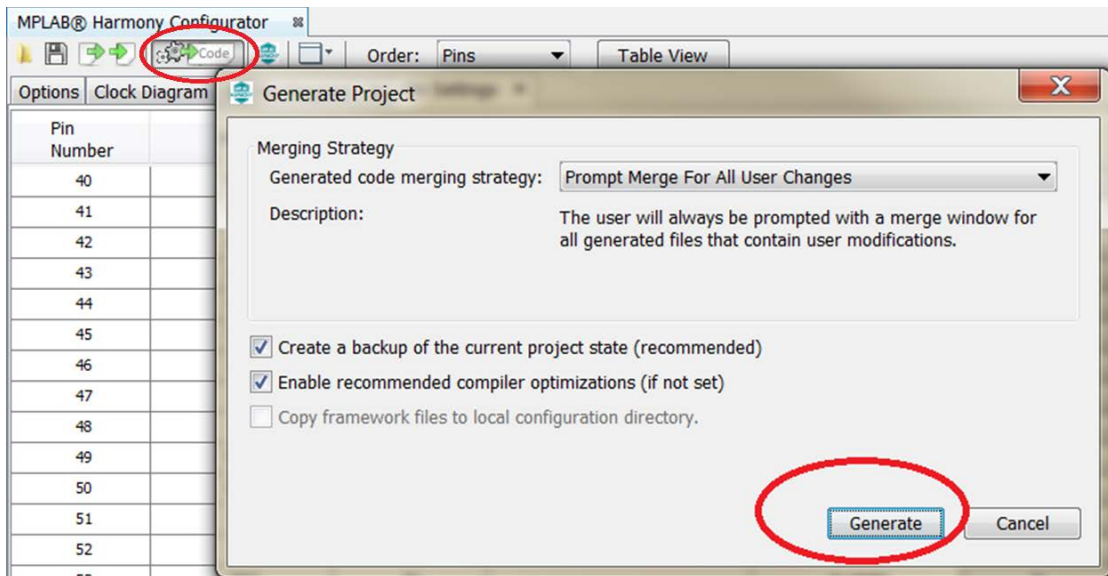 MPLAB® Harmony Configurator
Code
Order: Pins Table View
Options Clock Diagram
Generate Project
Pin
Number
40
41
42
43
44
45
46
47
48
49
50
51
52
Merging Strategy
Generated code merging strategy: Prompt Merge For All User Changes
Description: The user will always be prompted with a merge window for
all generated files that contain user modifications.
Create a backup of the current project state (recommended)
Enable recommended compiler optimizations (if not set)
Copy framework files to local configuration directory.
Generate Cancel